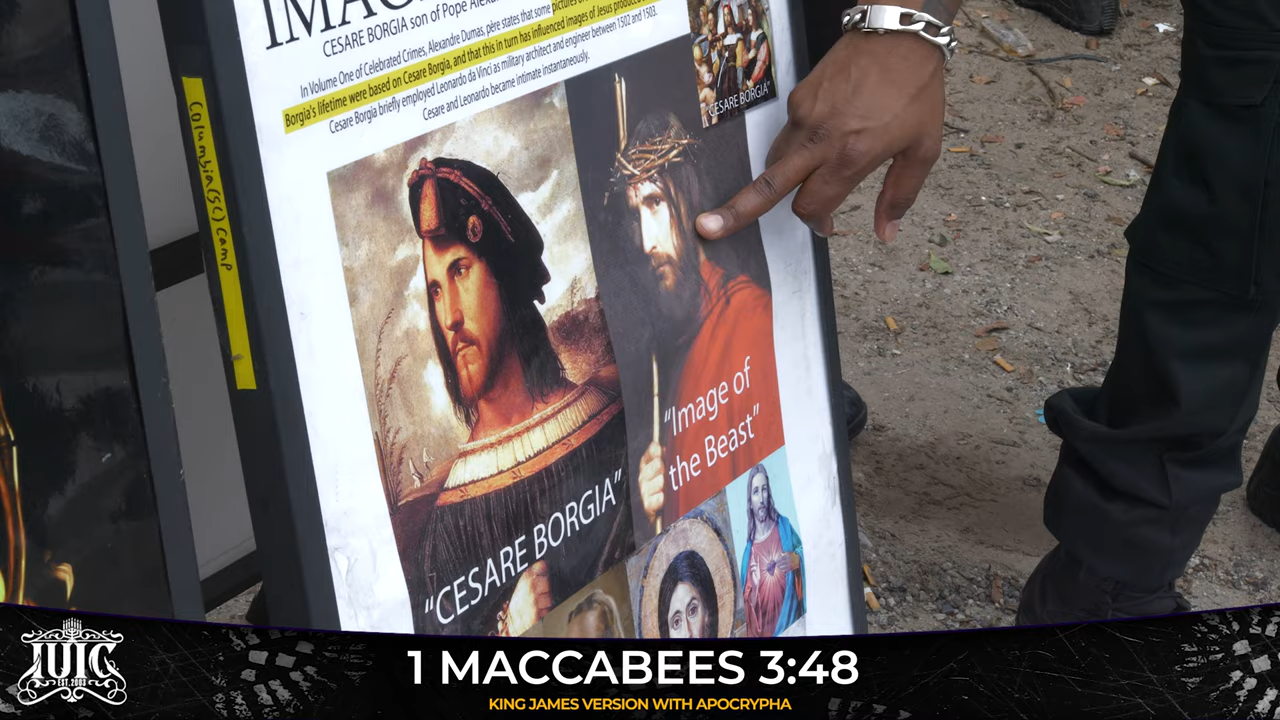 CESARE BORGIA son of Pope
In Volume One of Celebrated Crimes, Alexandre Dumas, père states that some pictures
Borgia's lifetime were based on Cesare Borgia, and that this in turn has influenced images of Jesus produced
Cesare Borgia briefly employed Leonardo da Vinci as military architect and engineer between 1502 and 1503.
Cesare and Leonardo became intimate instantaneously.
"CESARE BORGIA"
Columbia (SC) Camp
"Image of
the Beast"
"CESARE BORGIA"
IUIC
EST. 2003
1 MACCABEES 3:48
KING JAMES VERSION WITH APOCRYPHA